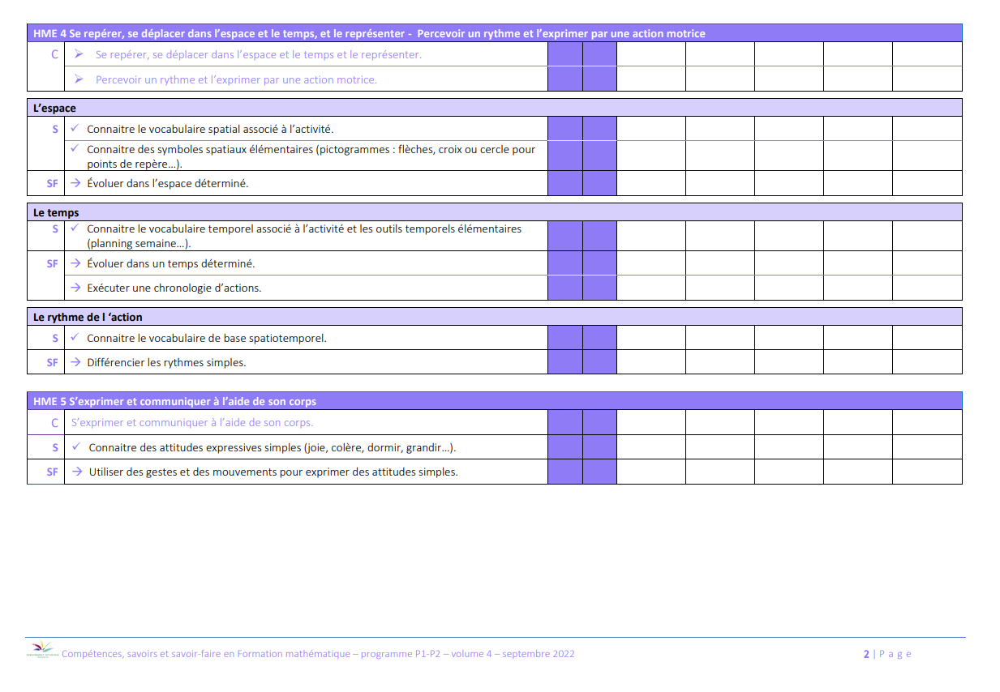 HME 4 Se repérer, se déplacer dans l’espace et le temps, et le représenter - Percevoir un rythme et l’exprimer par une action motrice
C ➢ Se repérer, se déplacer dans l’espace et le temps et le représenter.
➢ Percevoir un rythme et l’exprimer par une action motrice.
L’espace
S ✓ Connaitre le vocabulaire spatial associé à l’activité.
✓ Connaitre des symboles spatiaux élémentaires (pictogrammes : flèches, croix ou cercle pour
points de repère…).
SF → Évoluer dans l’espace déterminé.
Le temps
S ✓ Connaitre le vocabulaire temporel associé à l’activité et les outils temporels élémentaires
(planning semaine…).
SF → Évoluer dans un temps déterminé.
→ Exécuter une chronologie d’actions.
Le rythme de l ‘action
S ✓ Connaitre le vocabulaire de base spatiotemporel.
SF → Différencier les rythmes simples.
HME 5 S’exprimer et communiquer à l’aide de son corps
C S’exprimer et communiquer à l’aide de son corps.
S ✓ Connaitre des attitudes expressives simples (joie, colère, dormir, grandir…).
SF → Utiliser des gestes et des mouvements pour exprimer des attitudes simples.
Compétences, savoirs et savoir-faire en Formation mathématique – programme P1-P2 – volume 4 – septembre 2022
2 | P a g e